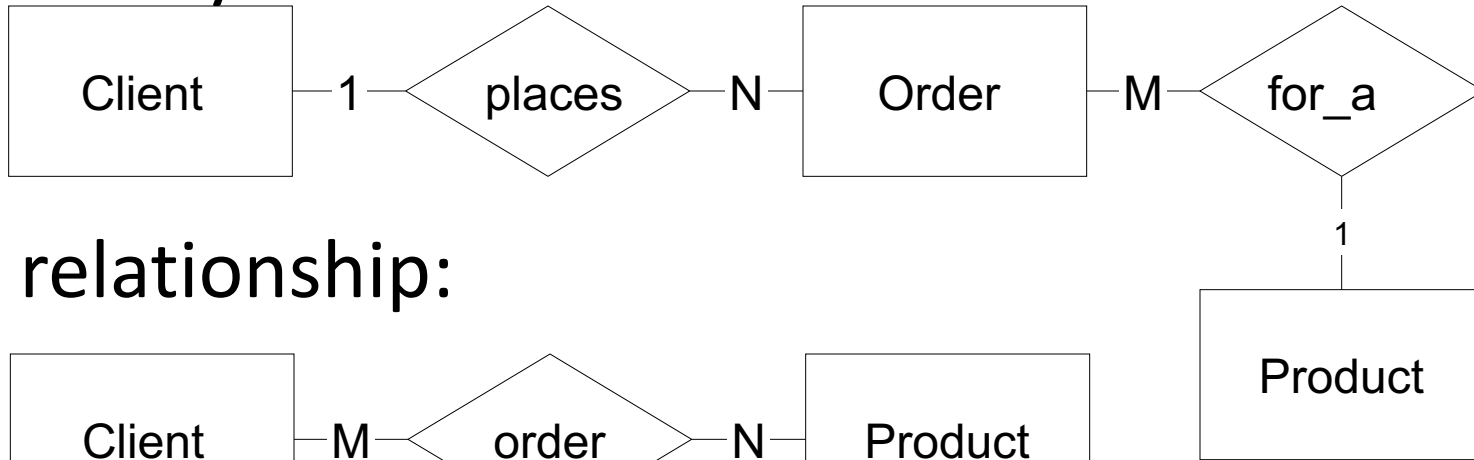 Client 1 places N Order M for_a
1
relationship:
Product
Client M order N Product